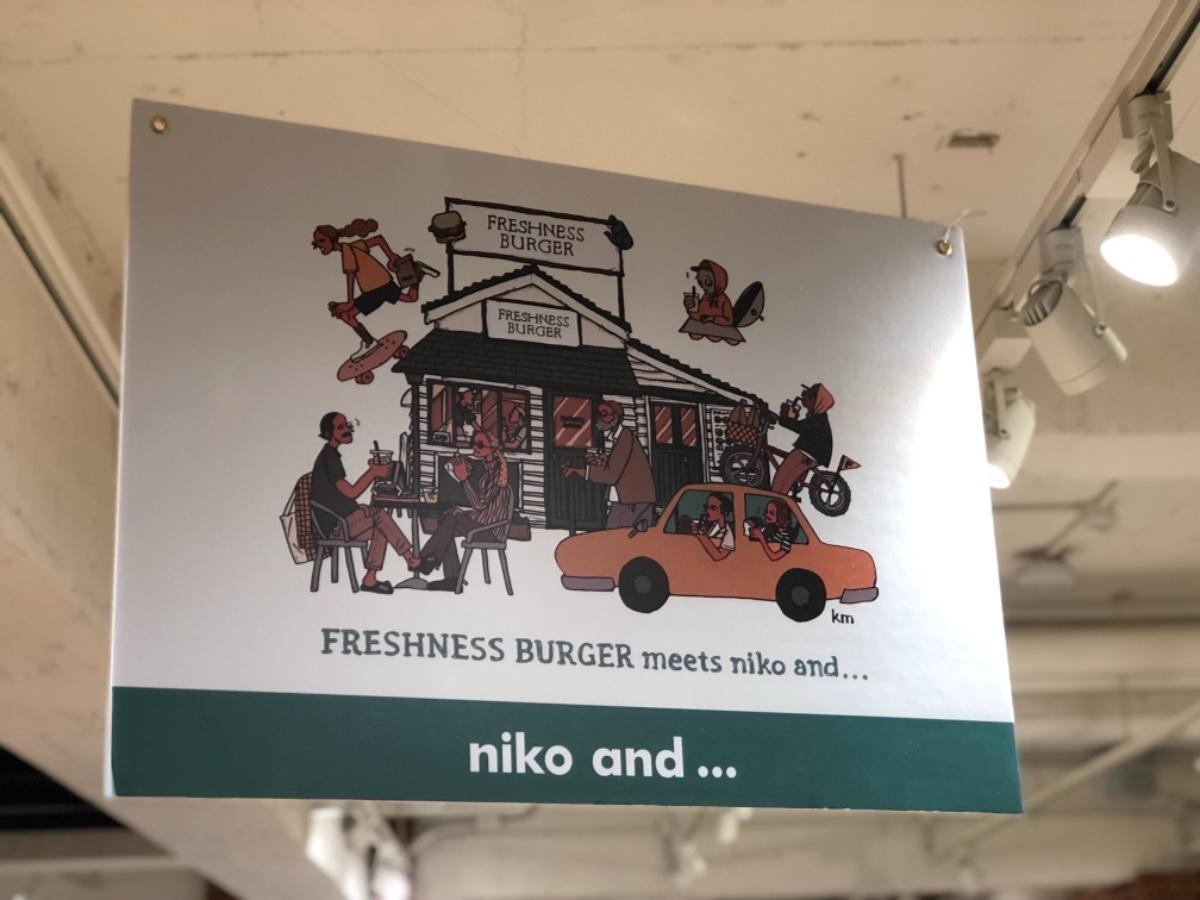 FRESHNESS
BURGER
FRESHNESS
BURGER
km
FRESHNESS BURGER meets niko and...
niko and ...